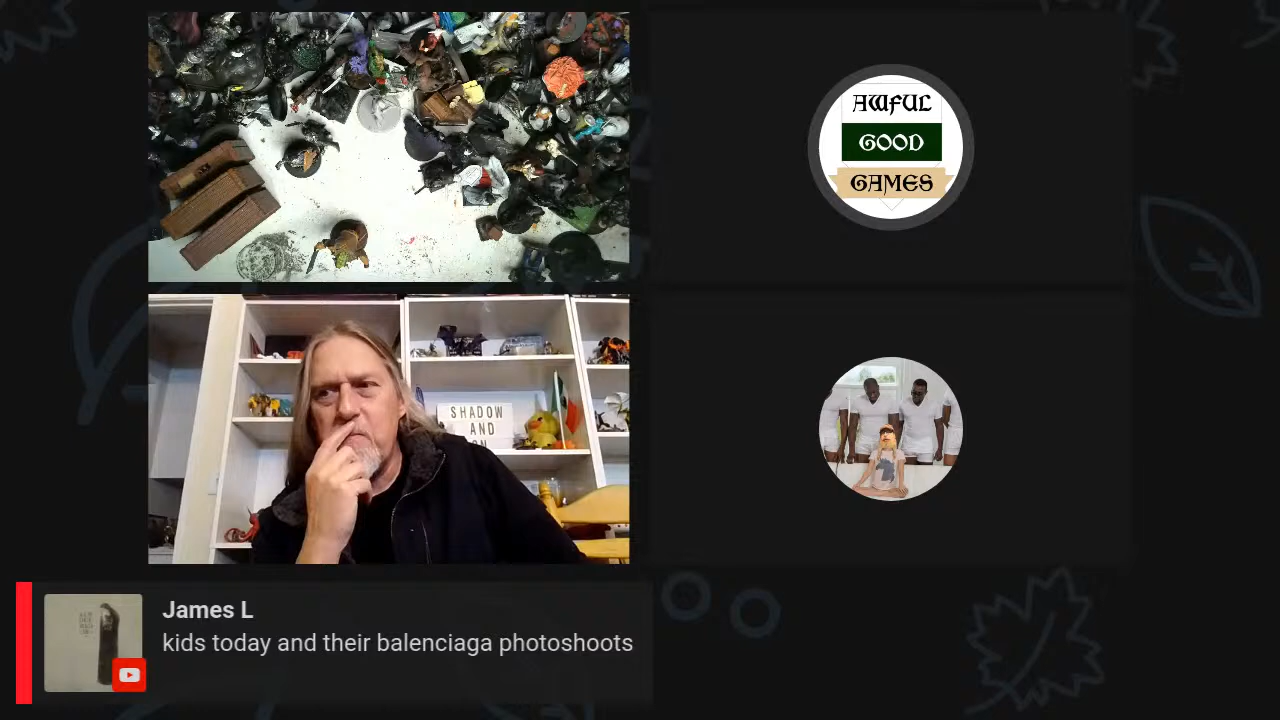 AWFUL
GOOD
GAMES
SHADOW
AND
James L
kids today and their balenciaga photoshoots